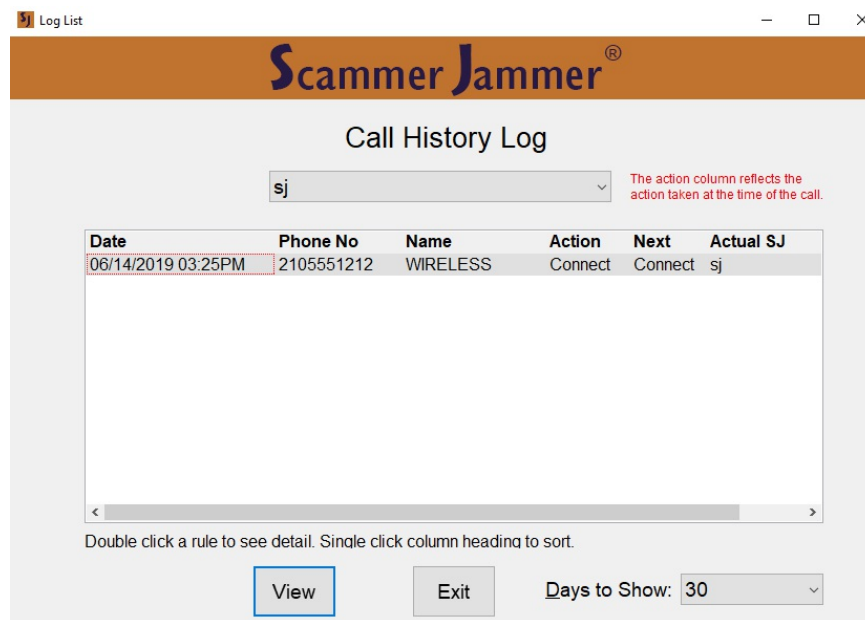 SJ Log List
Scammer Jammer®
Call History Log
sj
The action column reflects the
action taken at the time of the call.
Date Phone No Name Action Next Actual SJ
06/14/2019 03:25PM 2105551212 WIRELESS Connect Connect sj
Double click a rule to see detail. Single click column heading to sort.
View Exit Days to Show: 30